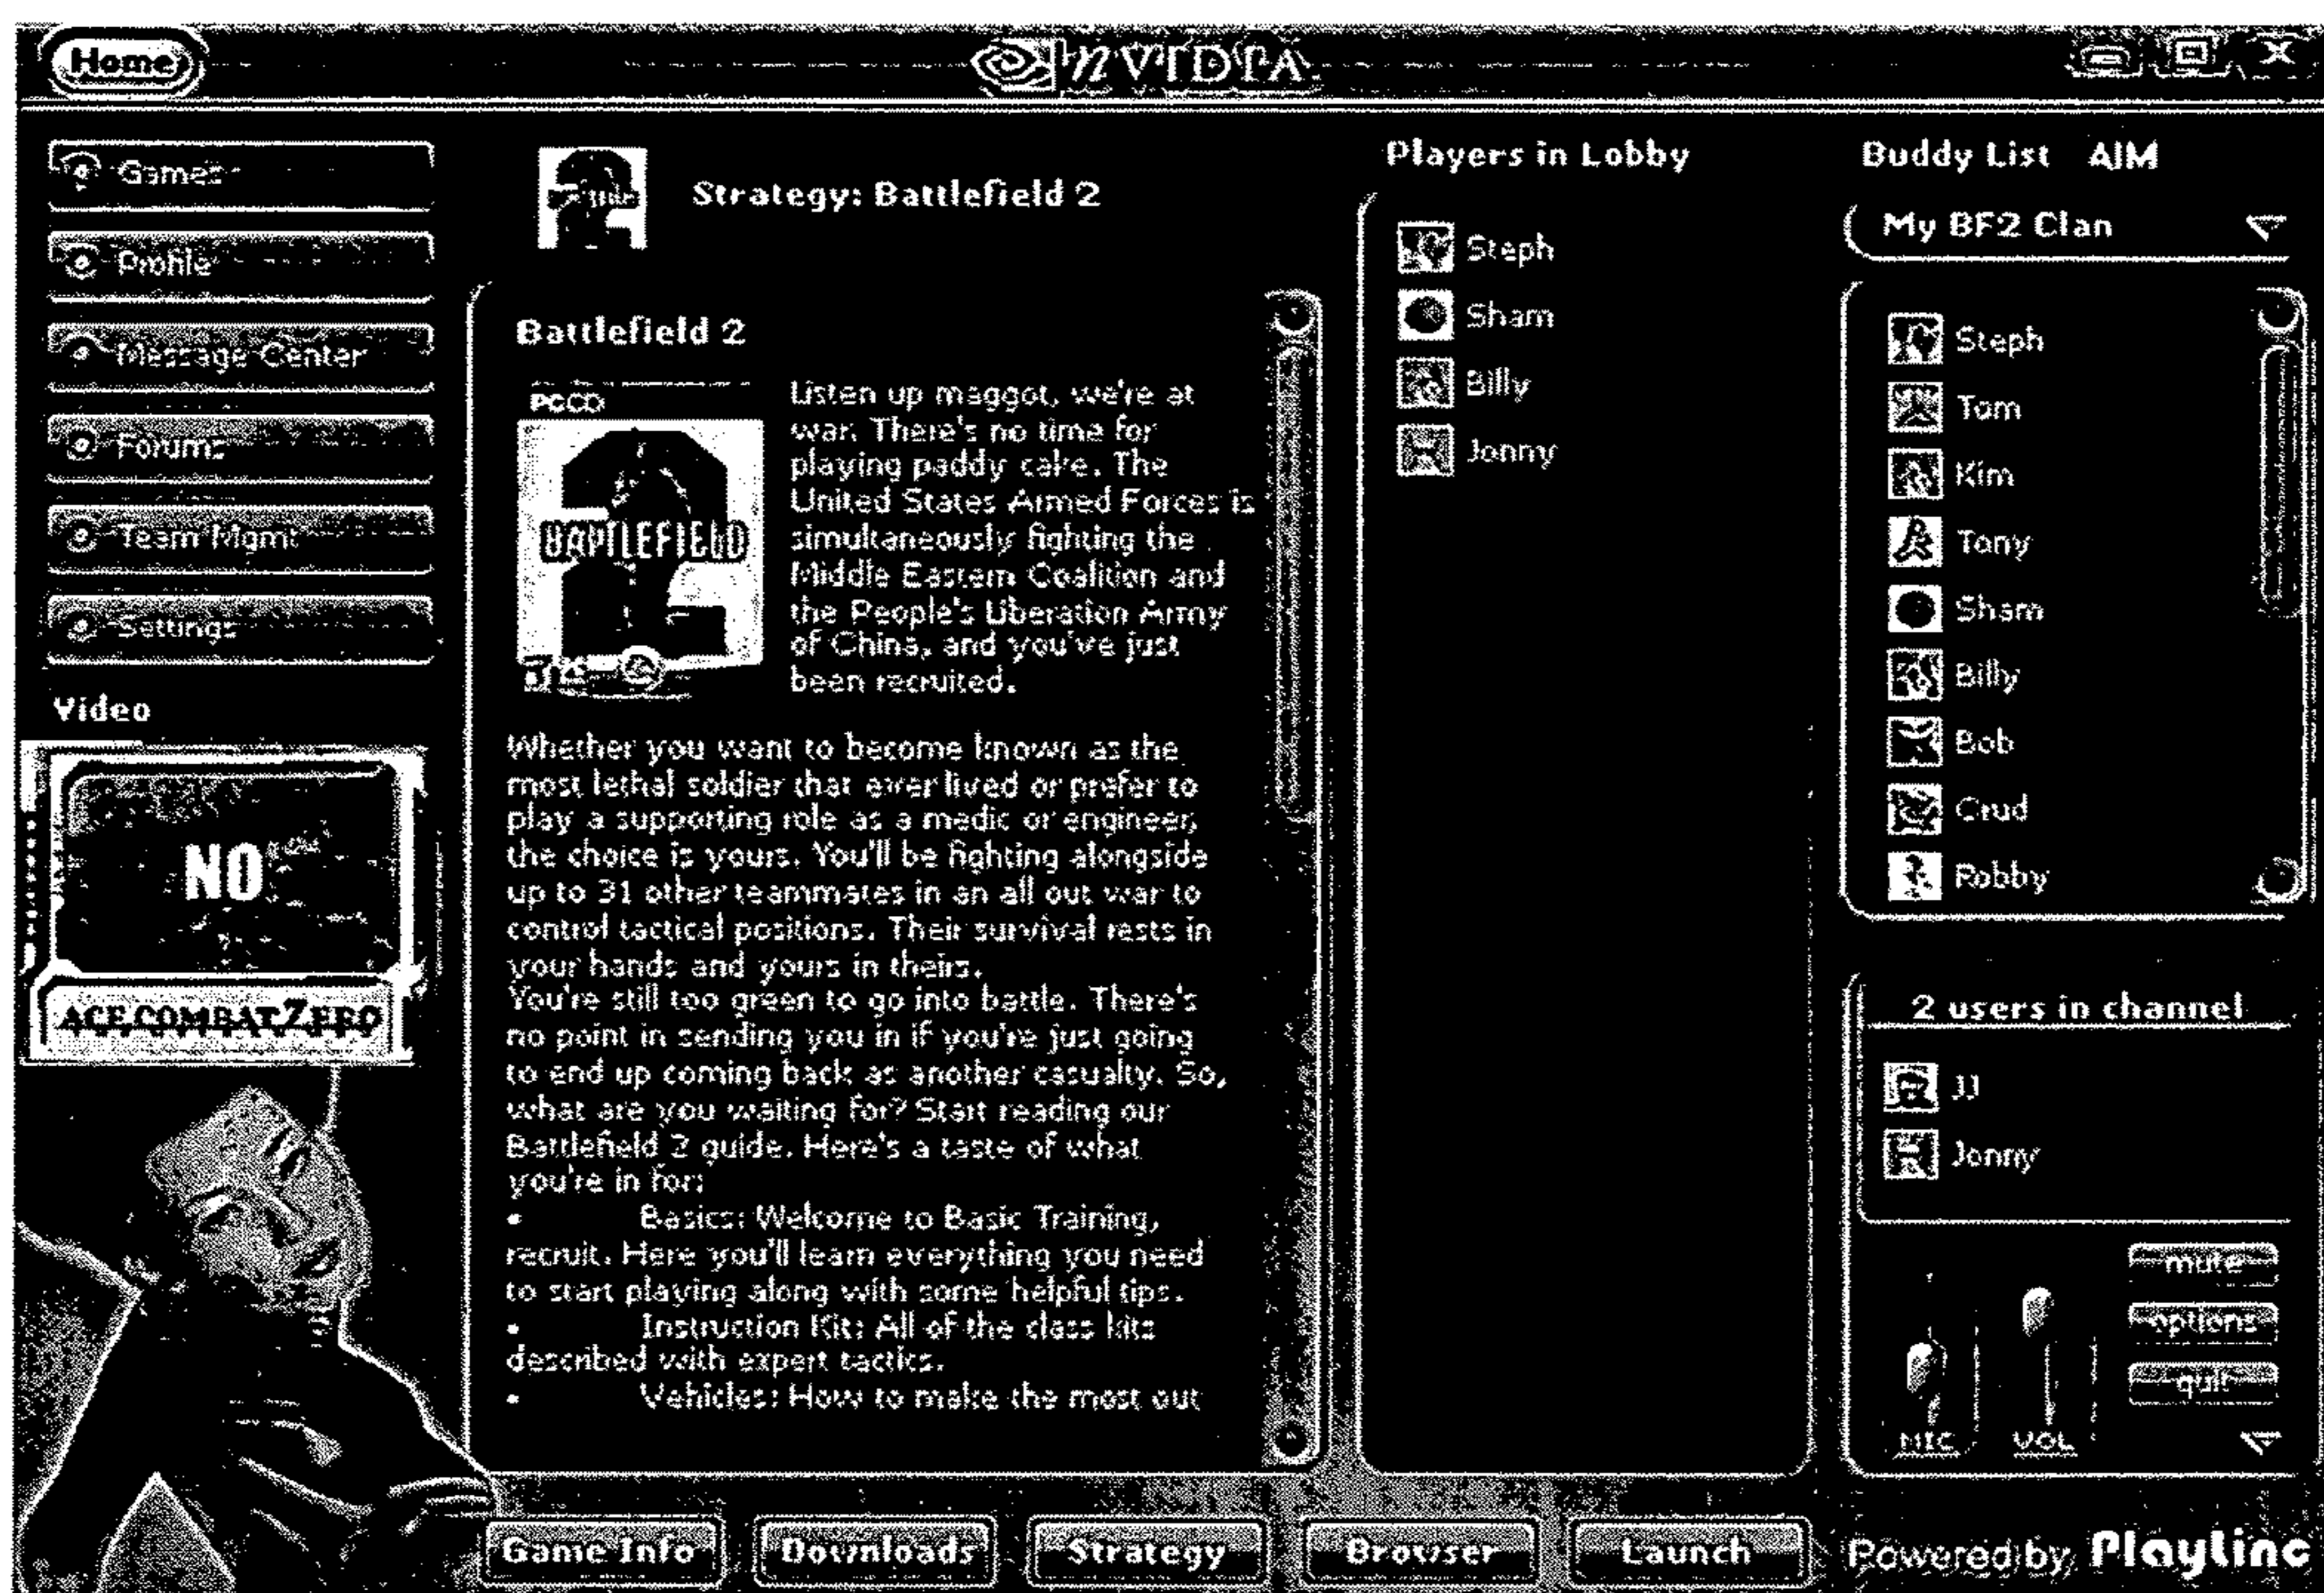 Home
nVIDIA
Games
Profile
Message Center
Forums
Team Mgmt
Settings
Video
NO
ACE COMBAT ZERO
Strategy: Battlefield 2
Battlefield 2
PC CD
BATTLEFIELD
2
Listen up maggot, we're at
war. There's no time for
playing paddy cake. The
United States Armed Forces is
simultaneously fighting the
Middle Eastern Coalition and
the People's Liberation Army
of China, and you've just
been recruited.
Whether you want to become known as the
most lethal soldier that ever lived or prefer to
play a supporting role as a medic or engineer,
the choice is yours. You'll be fighting alongside
up to 31 other teammates in an all out war to
control tactical positions. Their survival rests in
your hands and yours in theirs.
You're still too green to go into battle. There's
no point in sending you in if you're just going
to end up coming back as another casualty. So,
what are you waiting for? Start reading our
Battlefield 2 guide. Here's a taste of what
you're in for:
• Basics: Welcome to Basic Training,
recruit. Here you'll learn everything you need
to start playing along with some helpful tips.
• Instruction Kit: All of the class kits
described with expert tactics.
• Vehicles: How to make the most out
Players in Lobby
Steph
Sham
Billy
Jonny
Buddy List AIM
My BF2 Clan
Steph
Tom
Kim
Tony
Sham
Billy
Bob
Crud
Robby
2 users in channel
JJ
Jonny
mute
options
quit
MIC VOL
Game Info
Downloads
Strategy
Browser
Launch
Powered by PlayLinc